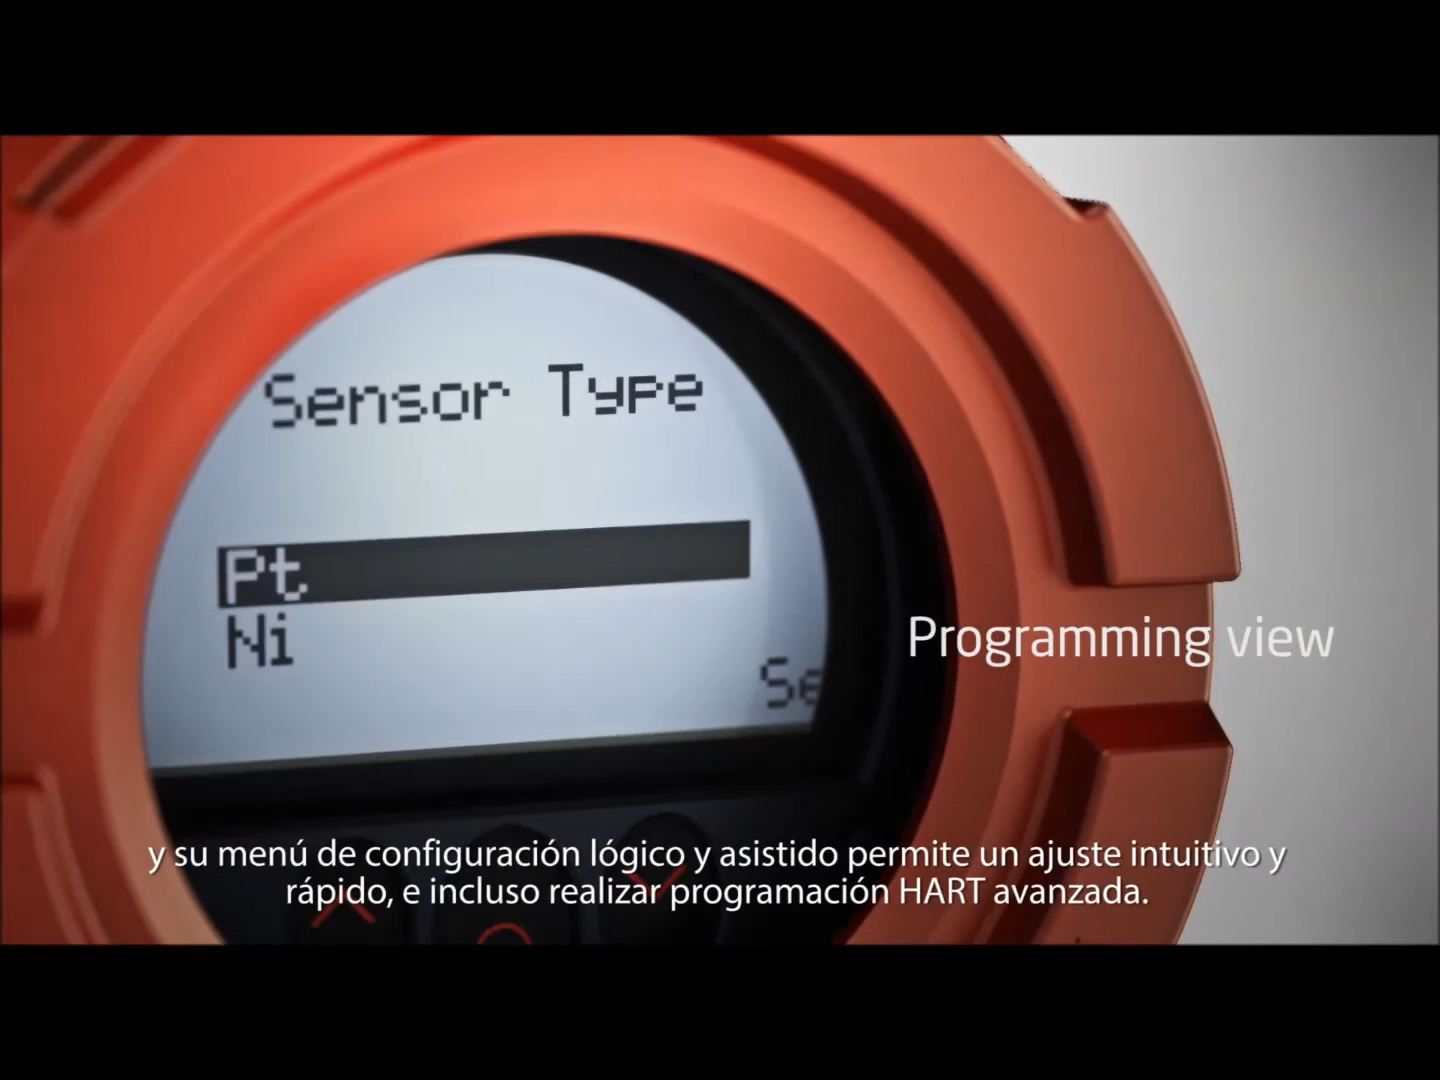 Sensor Type
Pt
Ni
Se
Programming view
y su menú de configuración lógico y asistido permite un ajuste intuitivo y
rápido, e incluso realizar programación HART avanzada.